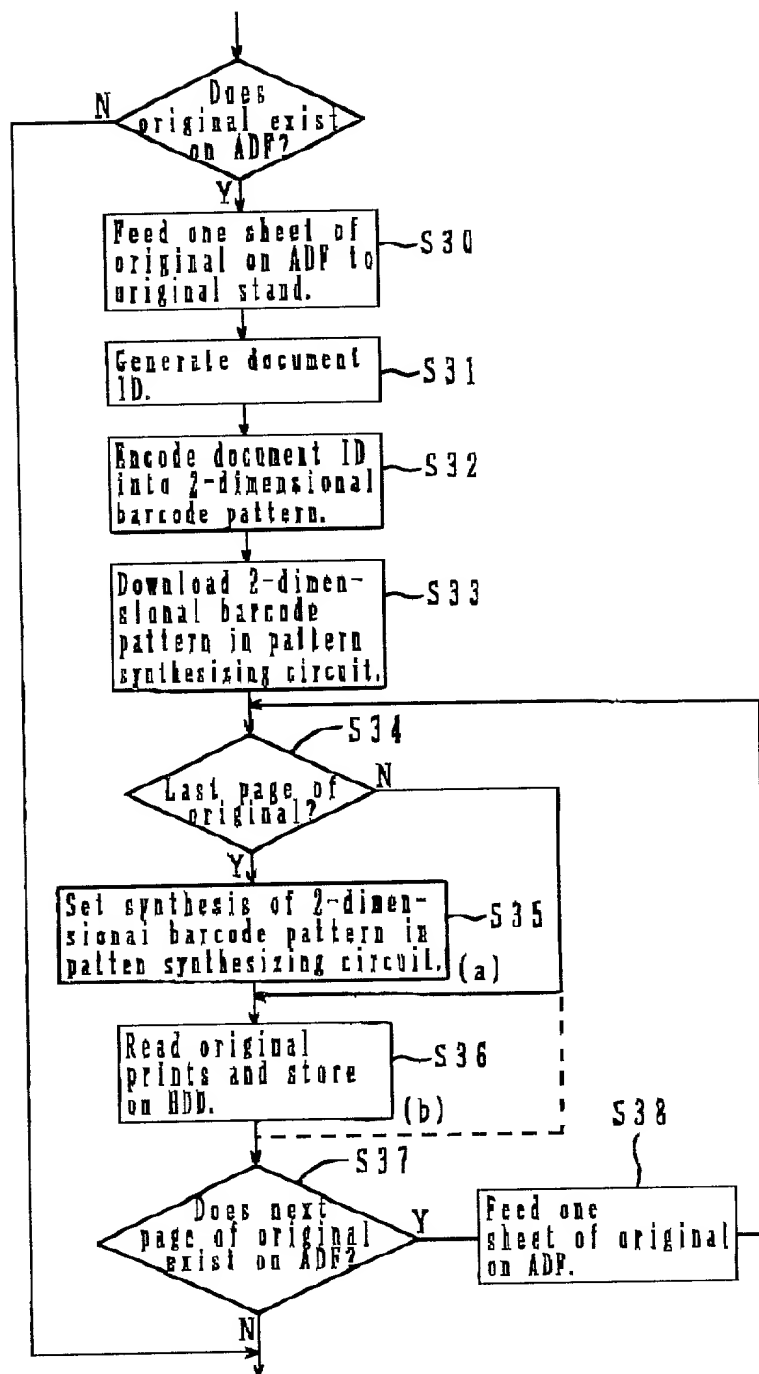 Does
original exist
on ADF?
N
Y
Feed one sheet of
original on ADF to
original stand.
S30
Generate document
ID.
S31
Encode document ID
into 2-dimensional
barcode pattern.
S32
Download 2-dimen-
sional barcode
pattern in pattern
synthesizing circuit.
S33
S34
Last page of
original?
N
Y
Set synthesis of 2-dimen-
sional barcode pattern in
patten synthesizing circuit.
(a)
S35
Read original
prints and store
on HDD.
(b)
S36
S37
Does next
page of original
exist on ADF?
Y
N
S38
Feed one
sheet of original
on ADF.